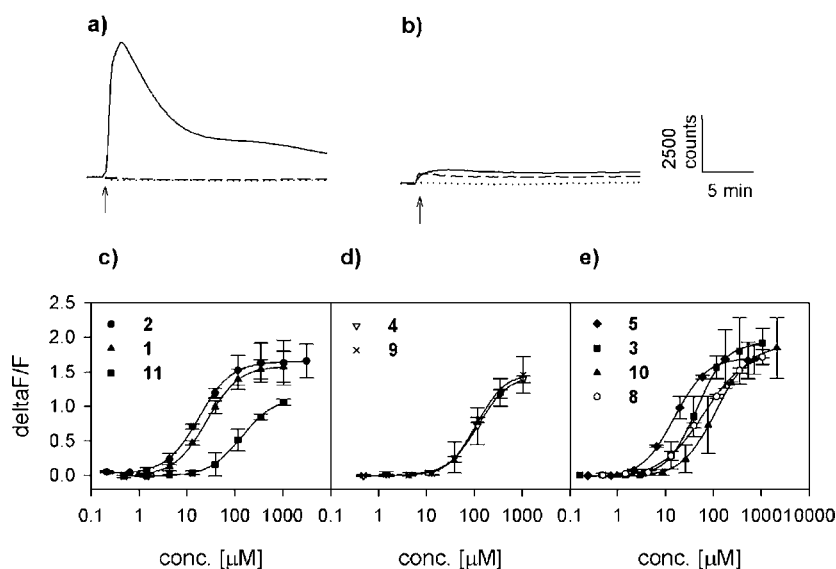 a)
b)
2500
counts
5 min
c)
d)
e)
deltaF/F
2.5
2.0
1.5
1.0
0.5
0.0
2
1
11
4
9
5
3
10
8
0.1 1 10 100 1000
0.1 1 10 100 1000
0.1 1 10 100 1000 10000
conc. [µM]
conc. [µM]
conc. [µM]